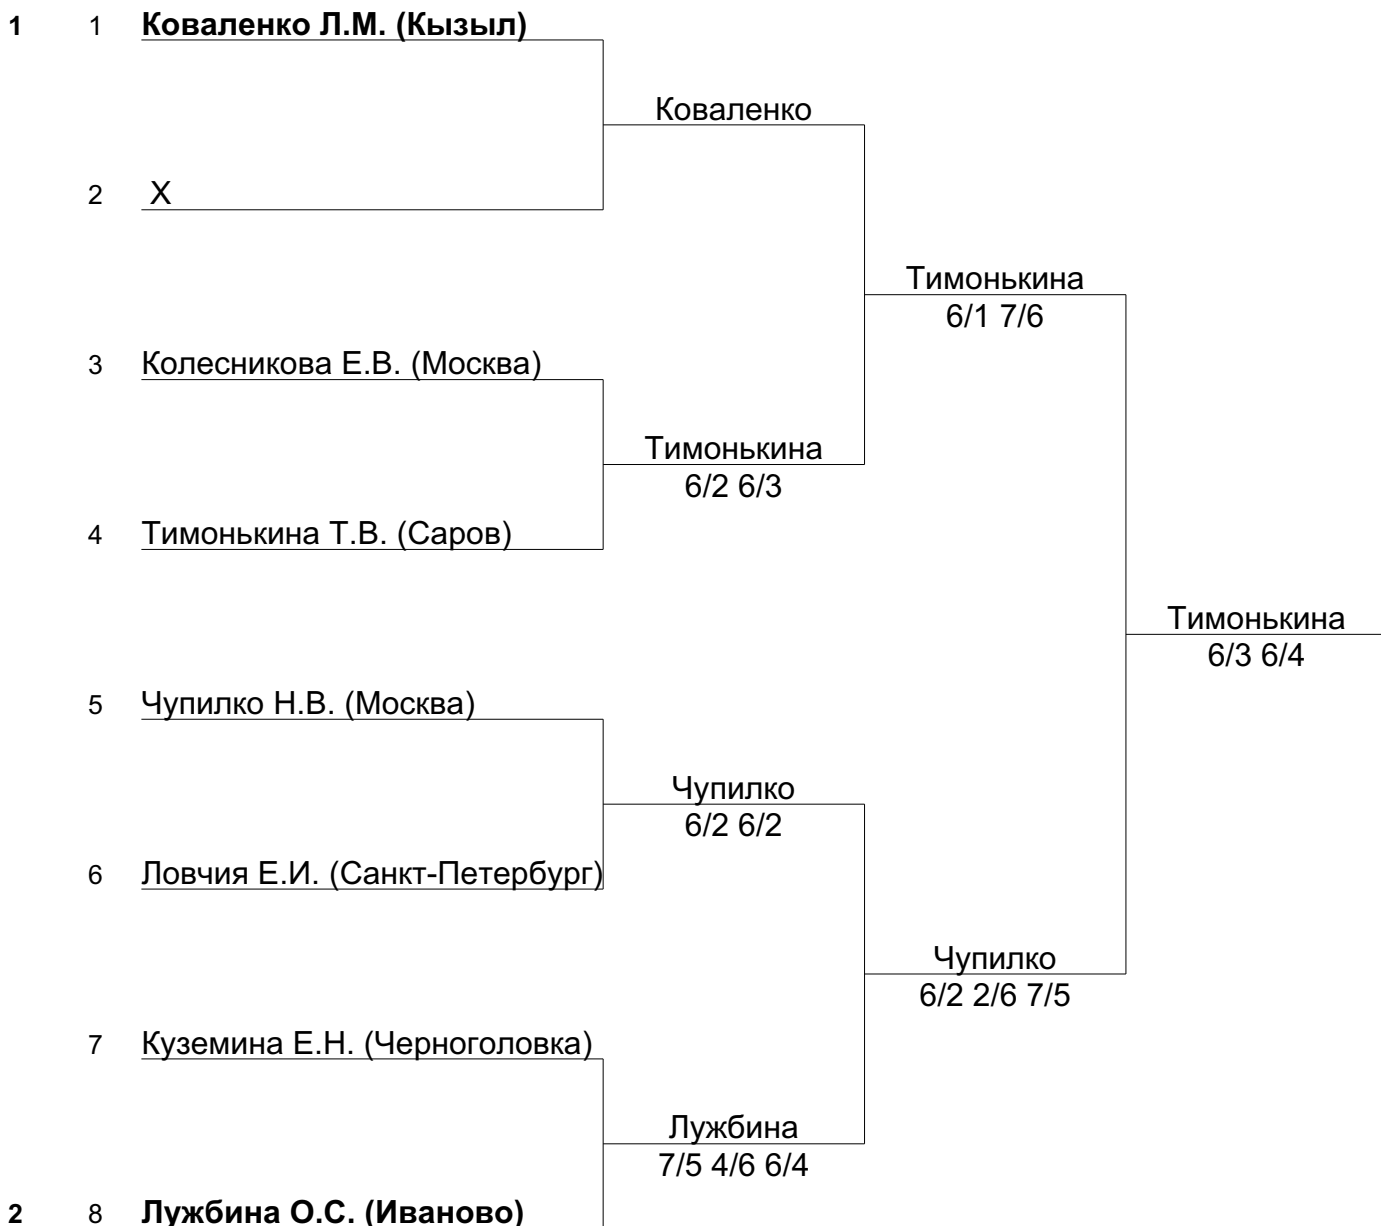 1 1 Коваленко Л.М. (Кызыл)
Коваленко
2 X
Тимонькина
6/1 7/6
3 Колесникова Е.В. (Москва)
Тимонькина
6/2 6/3
4 Тимонькина Т.В. (Саров)
Тимонькина
6/3 6/4
5 Чупилко Н.В. (Москва)
Чупилко
6/2 6/2
6 Ловчия Е.И. (Санкт-Петербург)
Чупилко
6/2 2/6 7/5
7 Куземина Е.Н. (Черноголовка)
Лужбина
7/5 4/6 6/4
2 8 Лужбина О.С. (Иваново)